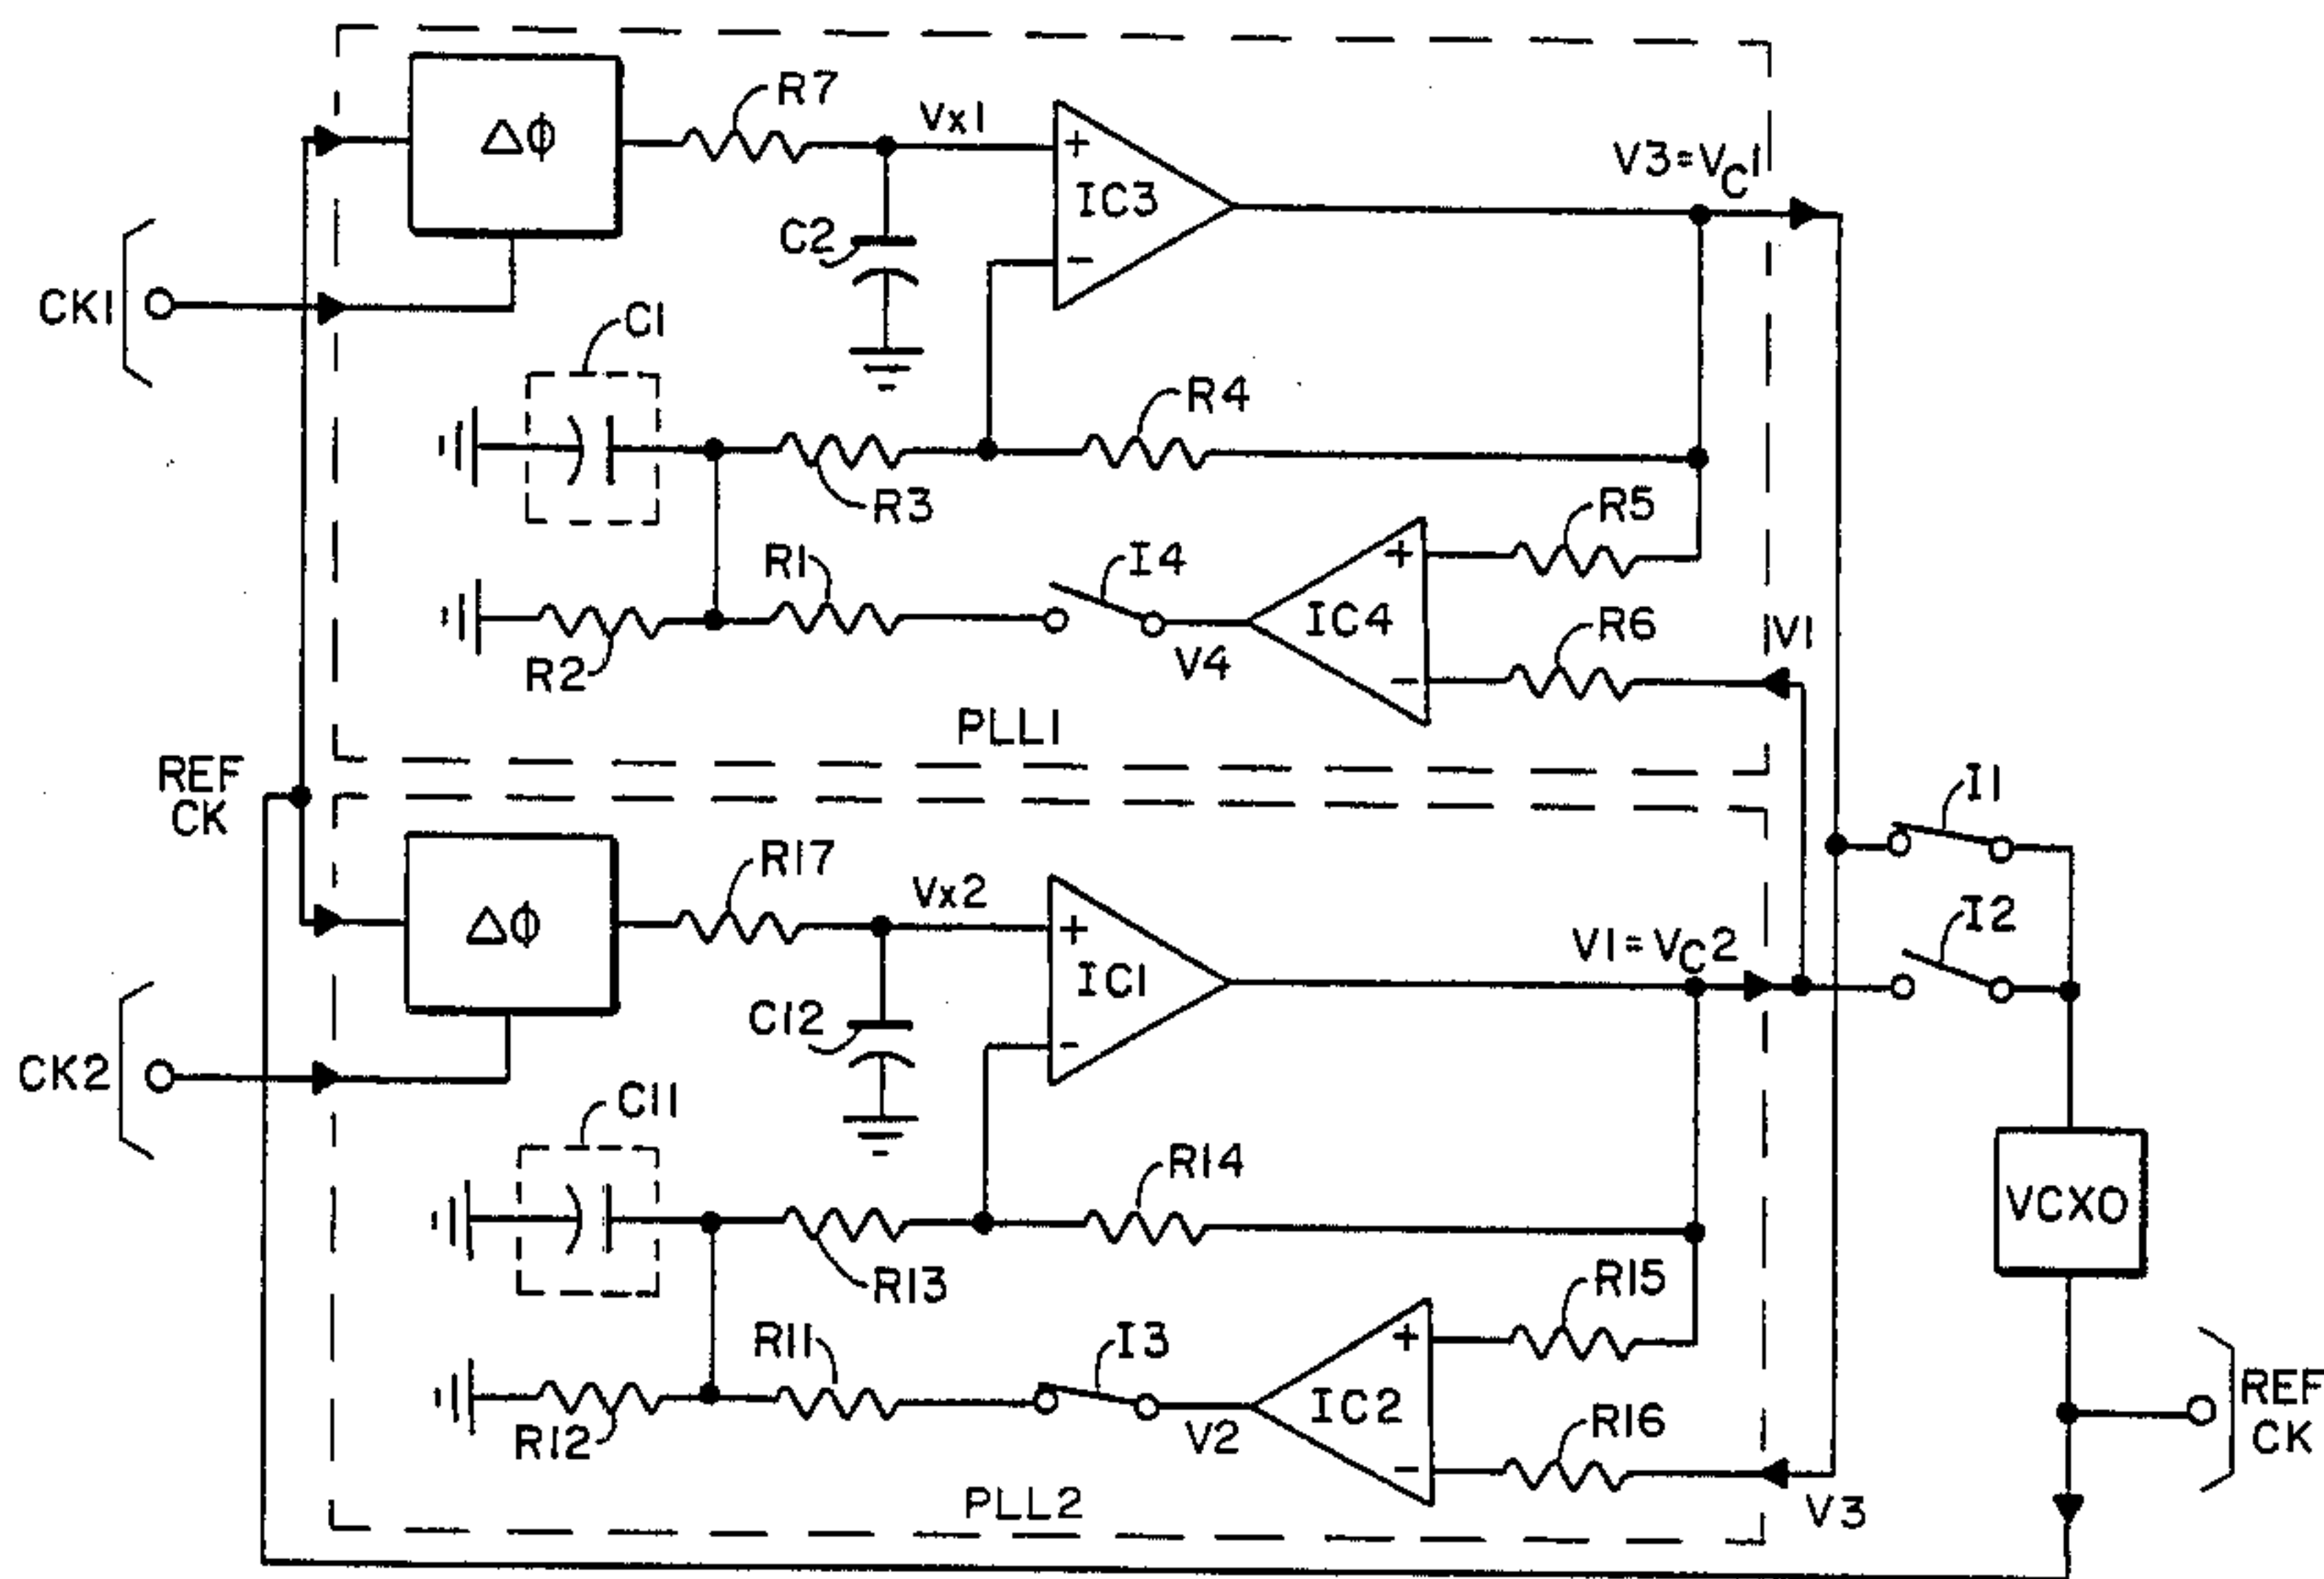 R7
Δφ
Vx1
+
IC3
-
V3=VC1
C2
CK1
C1
R4
R3
R5
R1
I4
+
IC4
R6
V1
R2
V4
-
PLL1
REF
CK
I1
R17
Δφ
Vx2
+
IC1
-
V1=VC2
I2
C12
CK2
C11
R14
VCXO
R13
R15
R11
I3
+
IC2
R16
REF
CK
R12
V2
-
PLL2
V3